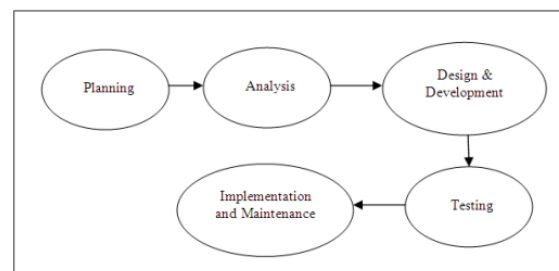 Planning
Analysis
Design &
Development
Implementation
and Maintenance
Testing